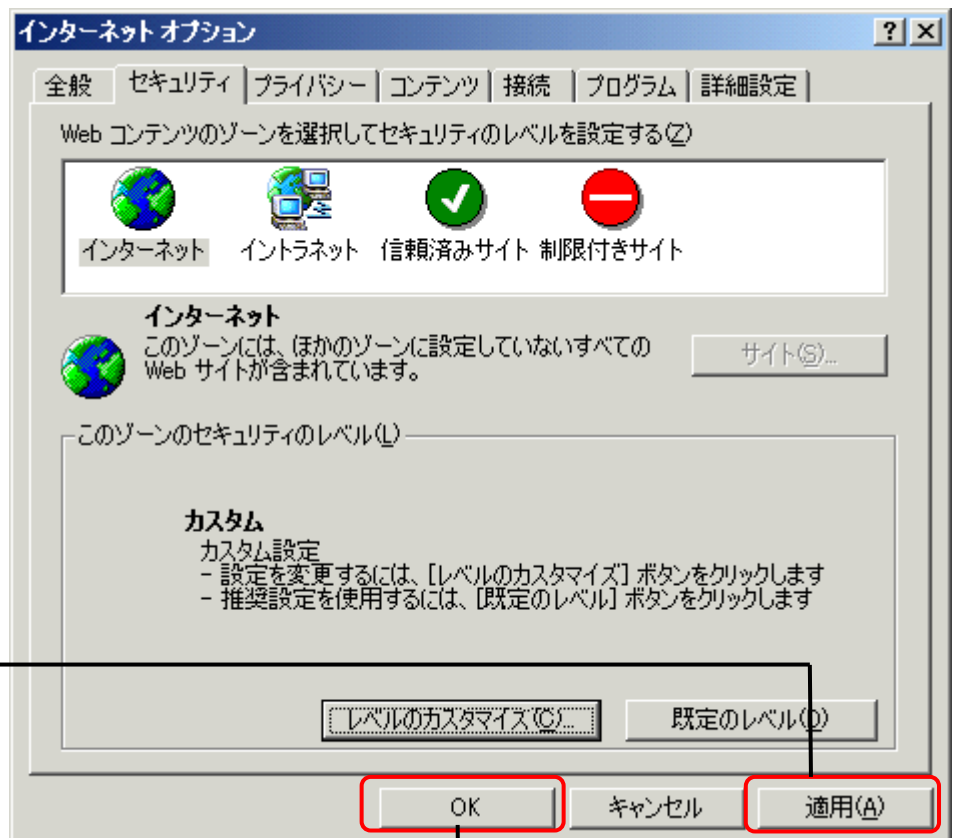 インターネット オプション
全般 セキュリティ プライバシー コンテンツ 接続 プログラム 詳細設定
Web コンテンツのゾーンを選択してセキュリティのレベルを設定する(Z)
インターネット イントラネット 信頼済みサイト 制限付きサイト
インターネット
このゾーンには、ほかのゾーンに設定していないすべての
Web サイトが含まれています。
サイト(S)...
このゾーンのセキュリティのレベル(L)
カスタム
カスタム設定
- 設定を変更するには、[レベルのカスタマイズ] ボタンをクリックします
- 推奨設定を使用するには、[既定のレベル] ボタンをクリックします
レベルのカスタマイズ(C)... 既定のレベル(D)
OK キャンセル 適用(A)